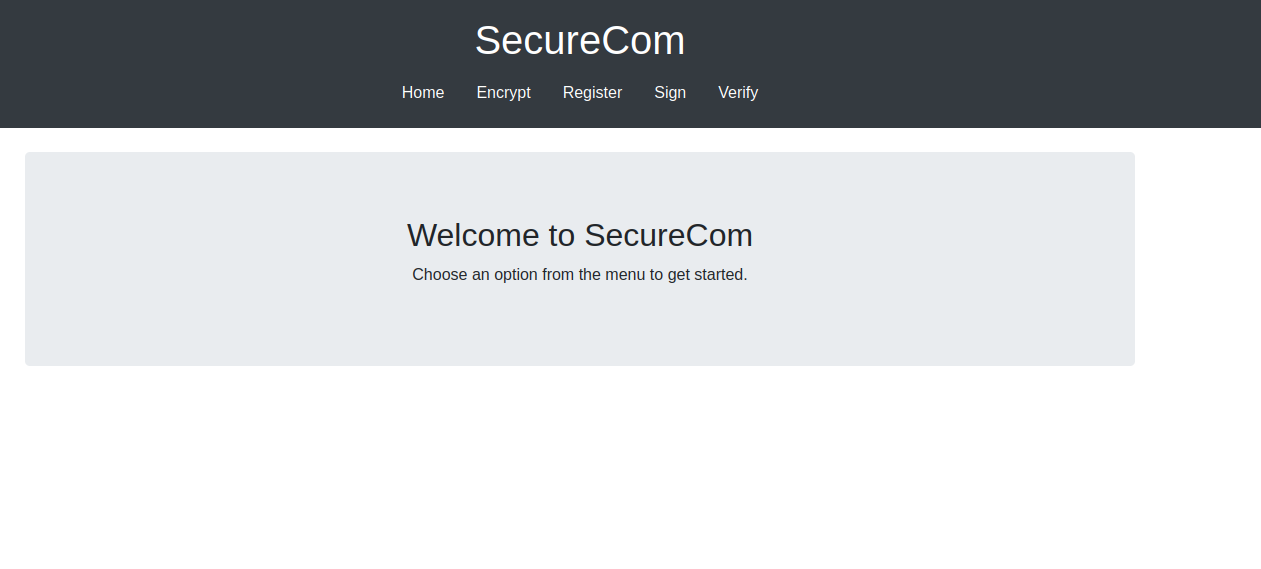 SecureCom
Home Encrypt Register Sign Verify
Welcome to SecureCom
Choose an option from the menu to get started.